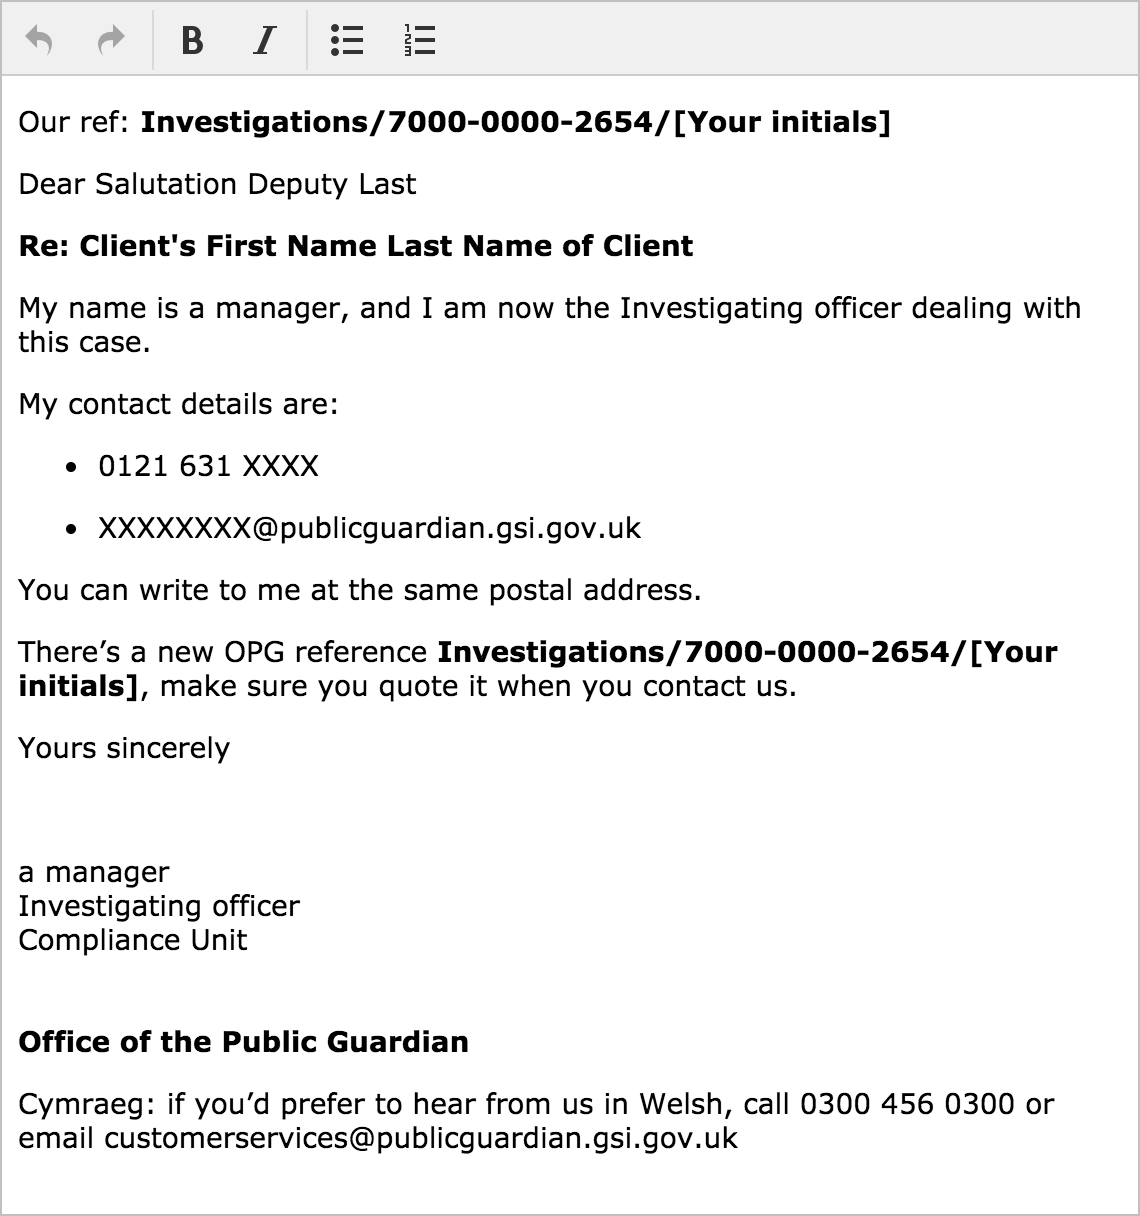 Our ref: Investigations/7000-0000-2654/[Your initials]
Dear Salutation Deputy Last
Re: Client's First Name Last Name of Client
My name is a manager, and I am now the Investigating officer dealing with
this case.
My contact details are:
• 0121 631 XXXX
• XXXXXXXX@publicguardian.gsi.gov.uk
You can write to me at the same postal address.
There’s a new OPG reference Investigations/7000-0000-2654/[Your
initials], make sure you quote it when you contact us.
Yours sincerely
a manager
Investigating officer
Compliance Unit
Office of the Public Guardian
Cymraeg: if you’d prefer to hear from us in Welsh, call 0300 456 0300 or
email customerservices@publicguardian.gsi.gov.uk